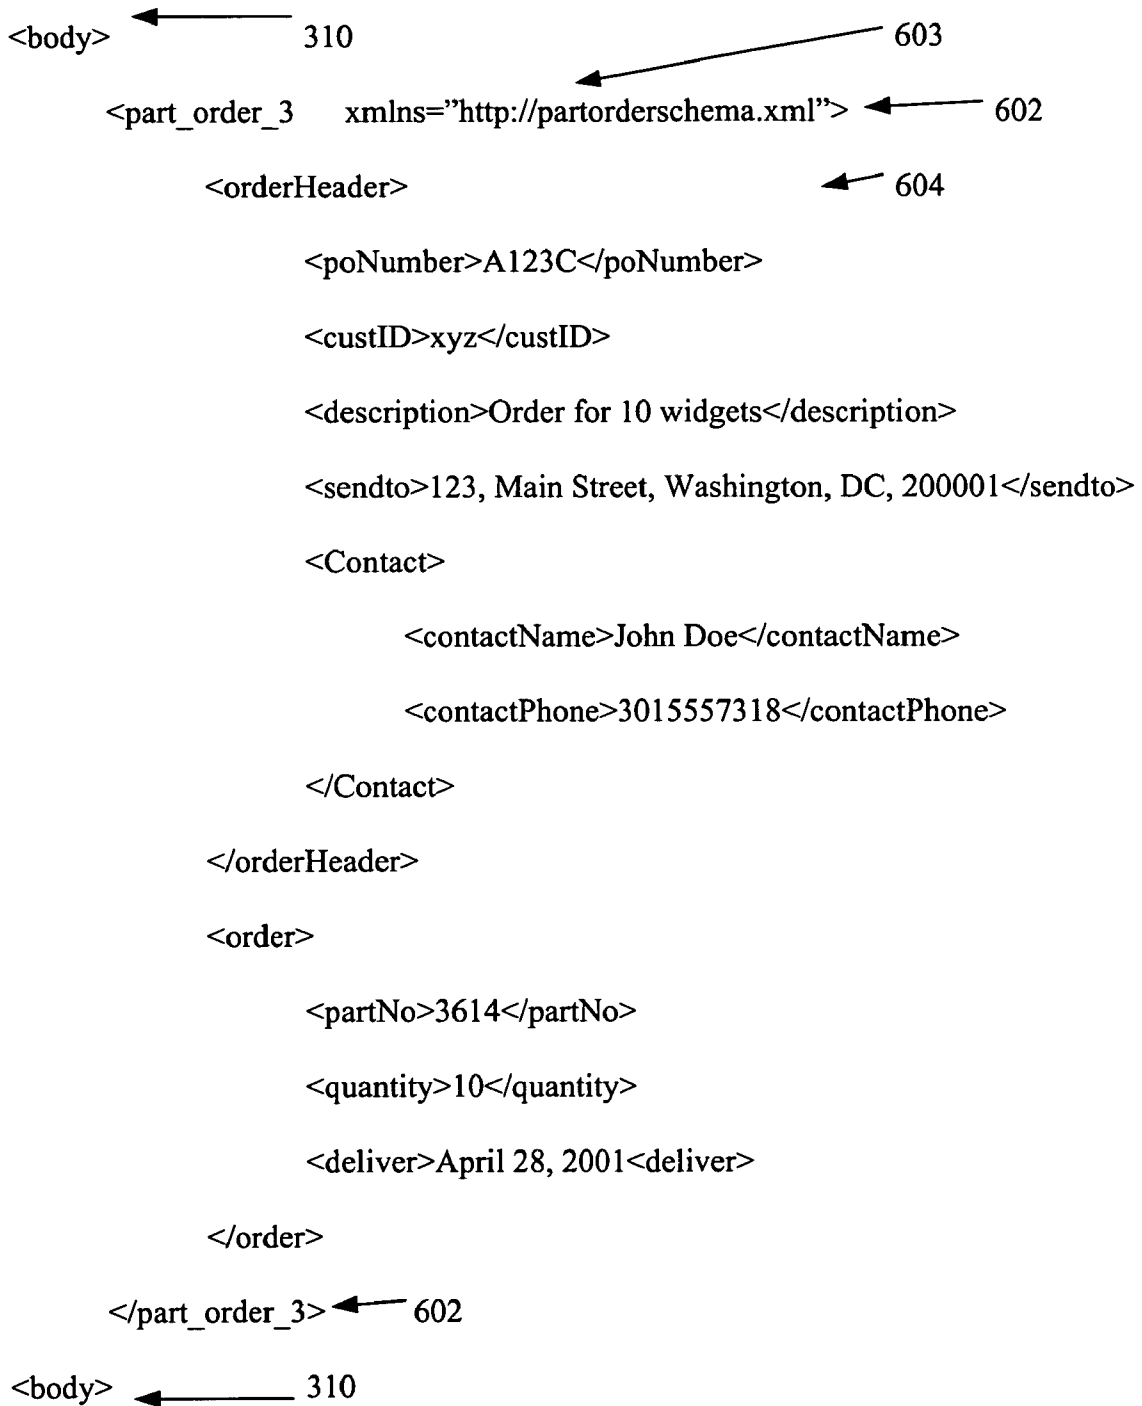 <body> 310 603
<part_order_3 xmlns=”http://partorderschema.xml”> 602
<orderHeader> 604
<poNumber>A123C</poNumber>
<custID>xyz</custID>
<description>Order for 10 widgets</description>
<sendto>123, Main Street, Washington, DC, 200001</sendto>
<Contact>
<contactName>John Doe</contactName>
<contactPhone>3015557318</contactPhone>
</Contact>
</orderHeader>
<order>
<partNo>3614</partNo>
<quantity>10</quantity>
<deliver>April 28, 2001<deliver>
</order>
</part_order_3> 602
<body> 310